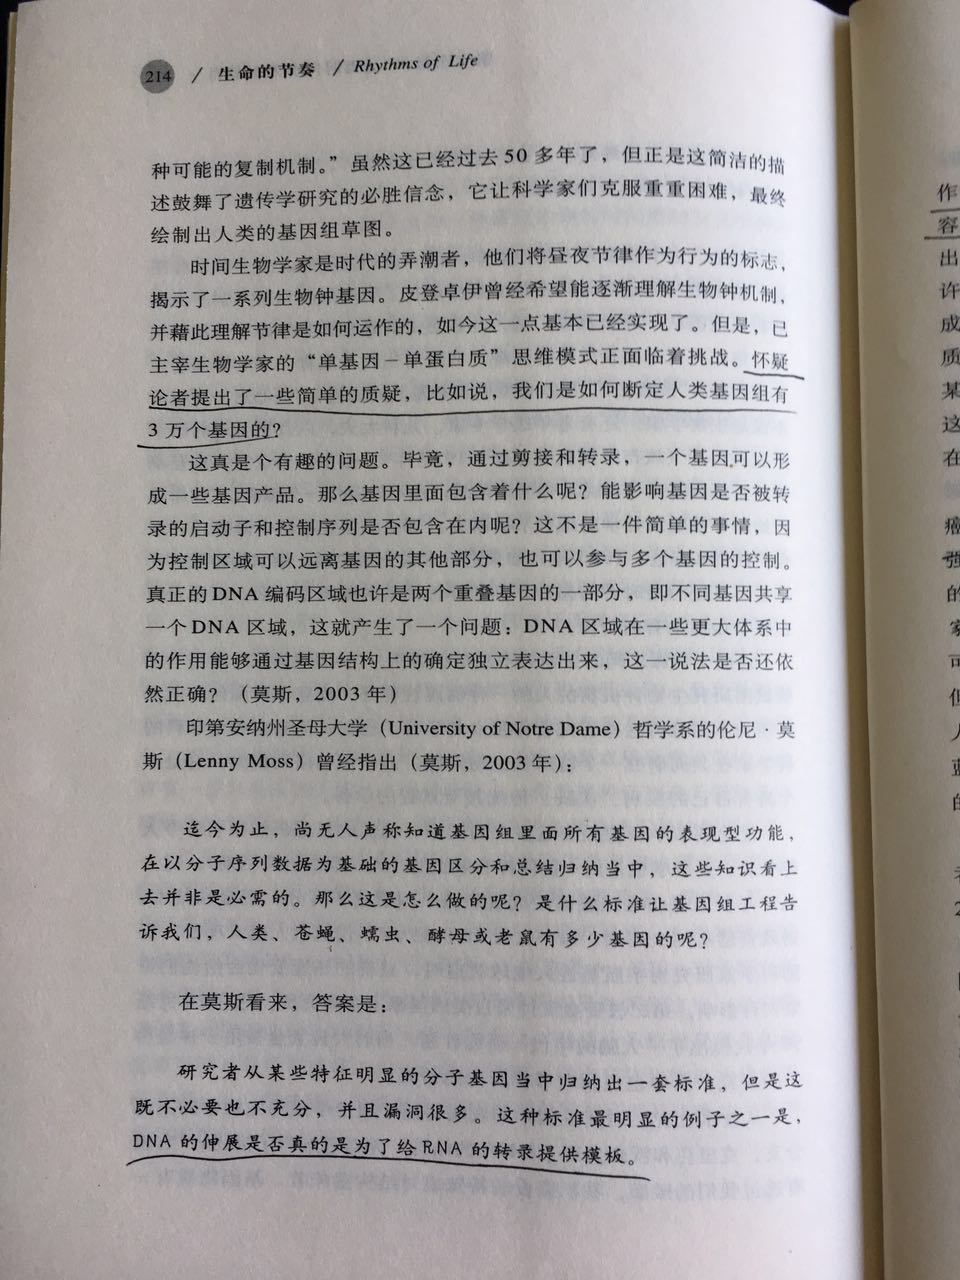 214 / 生命的节奏 / Rhythms of Life
种可能的复制机制。”虽然这已经过去50多年了，但正是这简洁的描
述鼓舞了遗传学研究的必胜信念，它让科学家们克服重重困难，最终
绘制出人类的基因组草图。
时间生物学家是时代的弄潮者，他们将昼夜节律作为行为的标志，
揭示了一系列生物钟基因。皮登卓伊曾经希望能逐渐理解生物钟机制，
并藉此理解节律是如何运作的，如今这一点基本已经实现了。但是，已
主宰生物学家的“单基因－单蛋白质”思维模式正面临着挑战。怀疑
论者提出了一些简单的质疑，比如说，我们是如何断定人类基因组有
3万个基因的？
这真是个有趣的问题。毕竟，通过剪接和转录，一个基因可以形
成一些基因产品。那么基因里面包含着什么呢？能影响基因是否被转
录的启动子和控制序列是否包含在内呢？这不是一件简单的事情，因
为控制区域可以远离基因的其他部分，也可以参与多个基因的控制。
真正的DNA编码区域也许是两个重叠基因的一部分，即不同基因共享
一个DNA区域，这就产生了一个问题：DNA区域在一些更大体系中
的作用能够通过基因结构上的确定独立表达出来，这一说法是否还依
然正确？（莫斯，2003年）
印第安纳州圣母大学（University of Notre Dame）哲学系的伦尼·莫
斯（Lenny Moss）曾经指出（莫斯，2003年）：
迄今为止，尚无人声称知道基因组里面所有基因的表现型功能，
在以分子序列数据为基础的基因区分和总结归纳当中，这些知识看上
去并非是必需的。那么这是怎么做的呢？是什么标准让基因组工程告
诉我们，人类、苍蝇、蠕虫、酵母或老鼠有多少基因的呢？
在莫斯看来，答案是：
研究者从某些特征明显的分子基因当中归纳出一套标准，但是这
既不必要也不充分，并且漏洞很多。这种标准最明显的例子之一是，
DNA的伸展是否真的是为了给RNA的转录提供模板。
作
容
出
许
成
质
某
这
在
癌
强
的
家
可
但
人
蓝
的